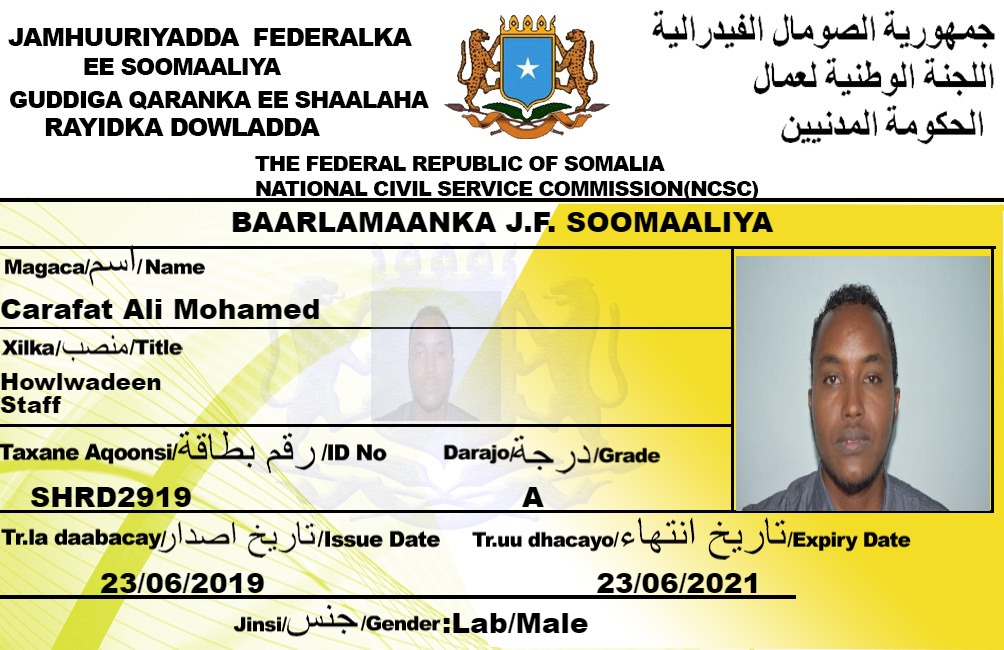 JAMHUURIYADDA FEDERALKA
EE SOOMAALIYA
GUDDIGA QARANKA EE SHAALAHA
RAYIDKA DOWLADDA
جمهورية الصومال الفيدرالية
اللجنة الوطنية لعمال
الحكومة المدنيين
THE FEDERAL REPUBLIC OF SOMALIA
NATIONAL CIVIL SERVICE COMMISSION(NCSC)
BAARLAMAANKA J.F. SOOMAALIYA
Magaca/اسم/Name
Carafat Ali Mohamed
Xilka/منصب/Title
Howlwadeen
Staff
Taxane Aqoonsi/رقم بطاقة/ID No
SHRD2919
Darajo/درجة/Grade
A
Tr.la daabacay/تاريخ اصدار/Issue Date
23/06/2019
Tr.uu dhacayo/تاريخ انتهاء/Expiry Date
23/06/2021
Jinsi/جنس/Gender:Lab/Male